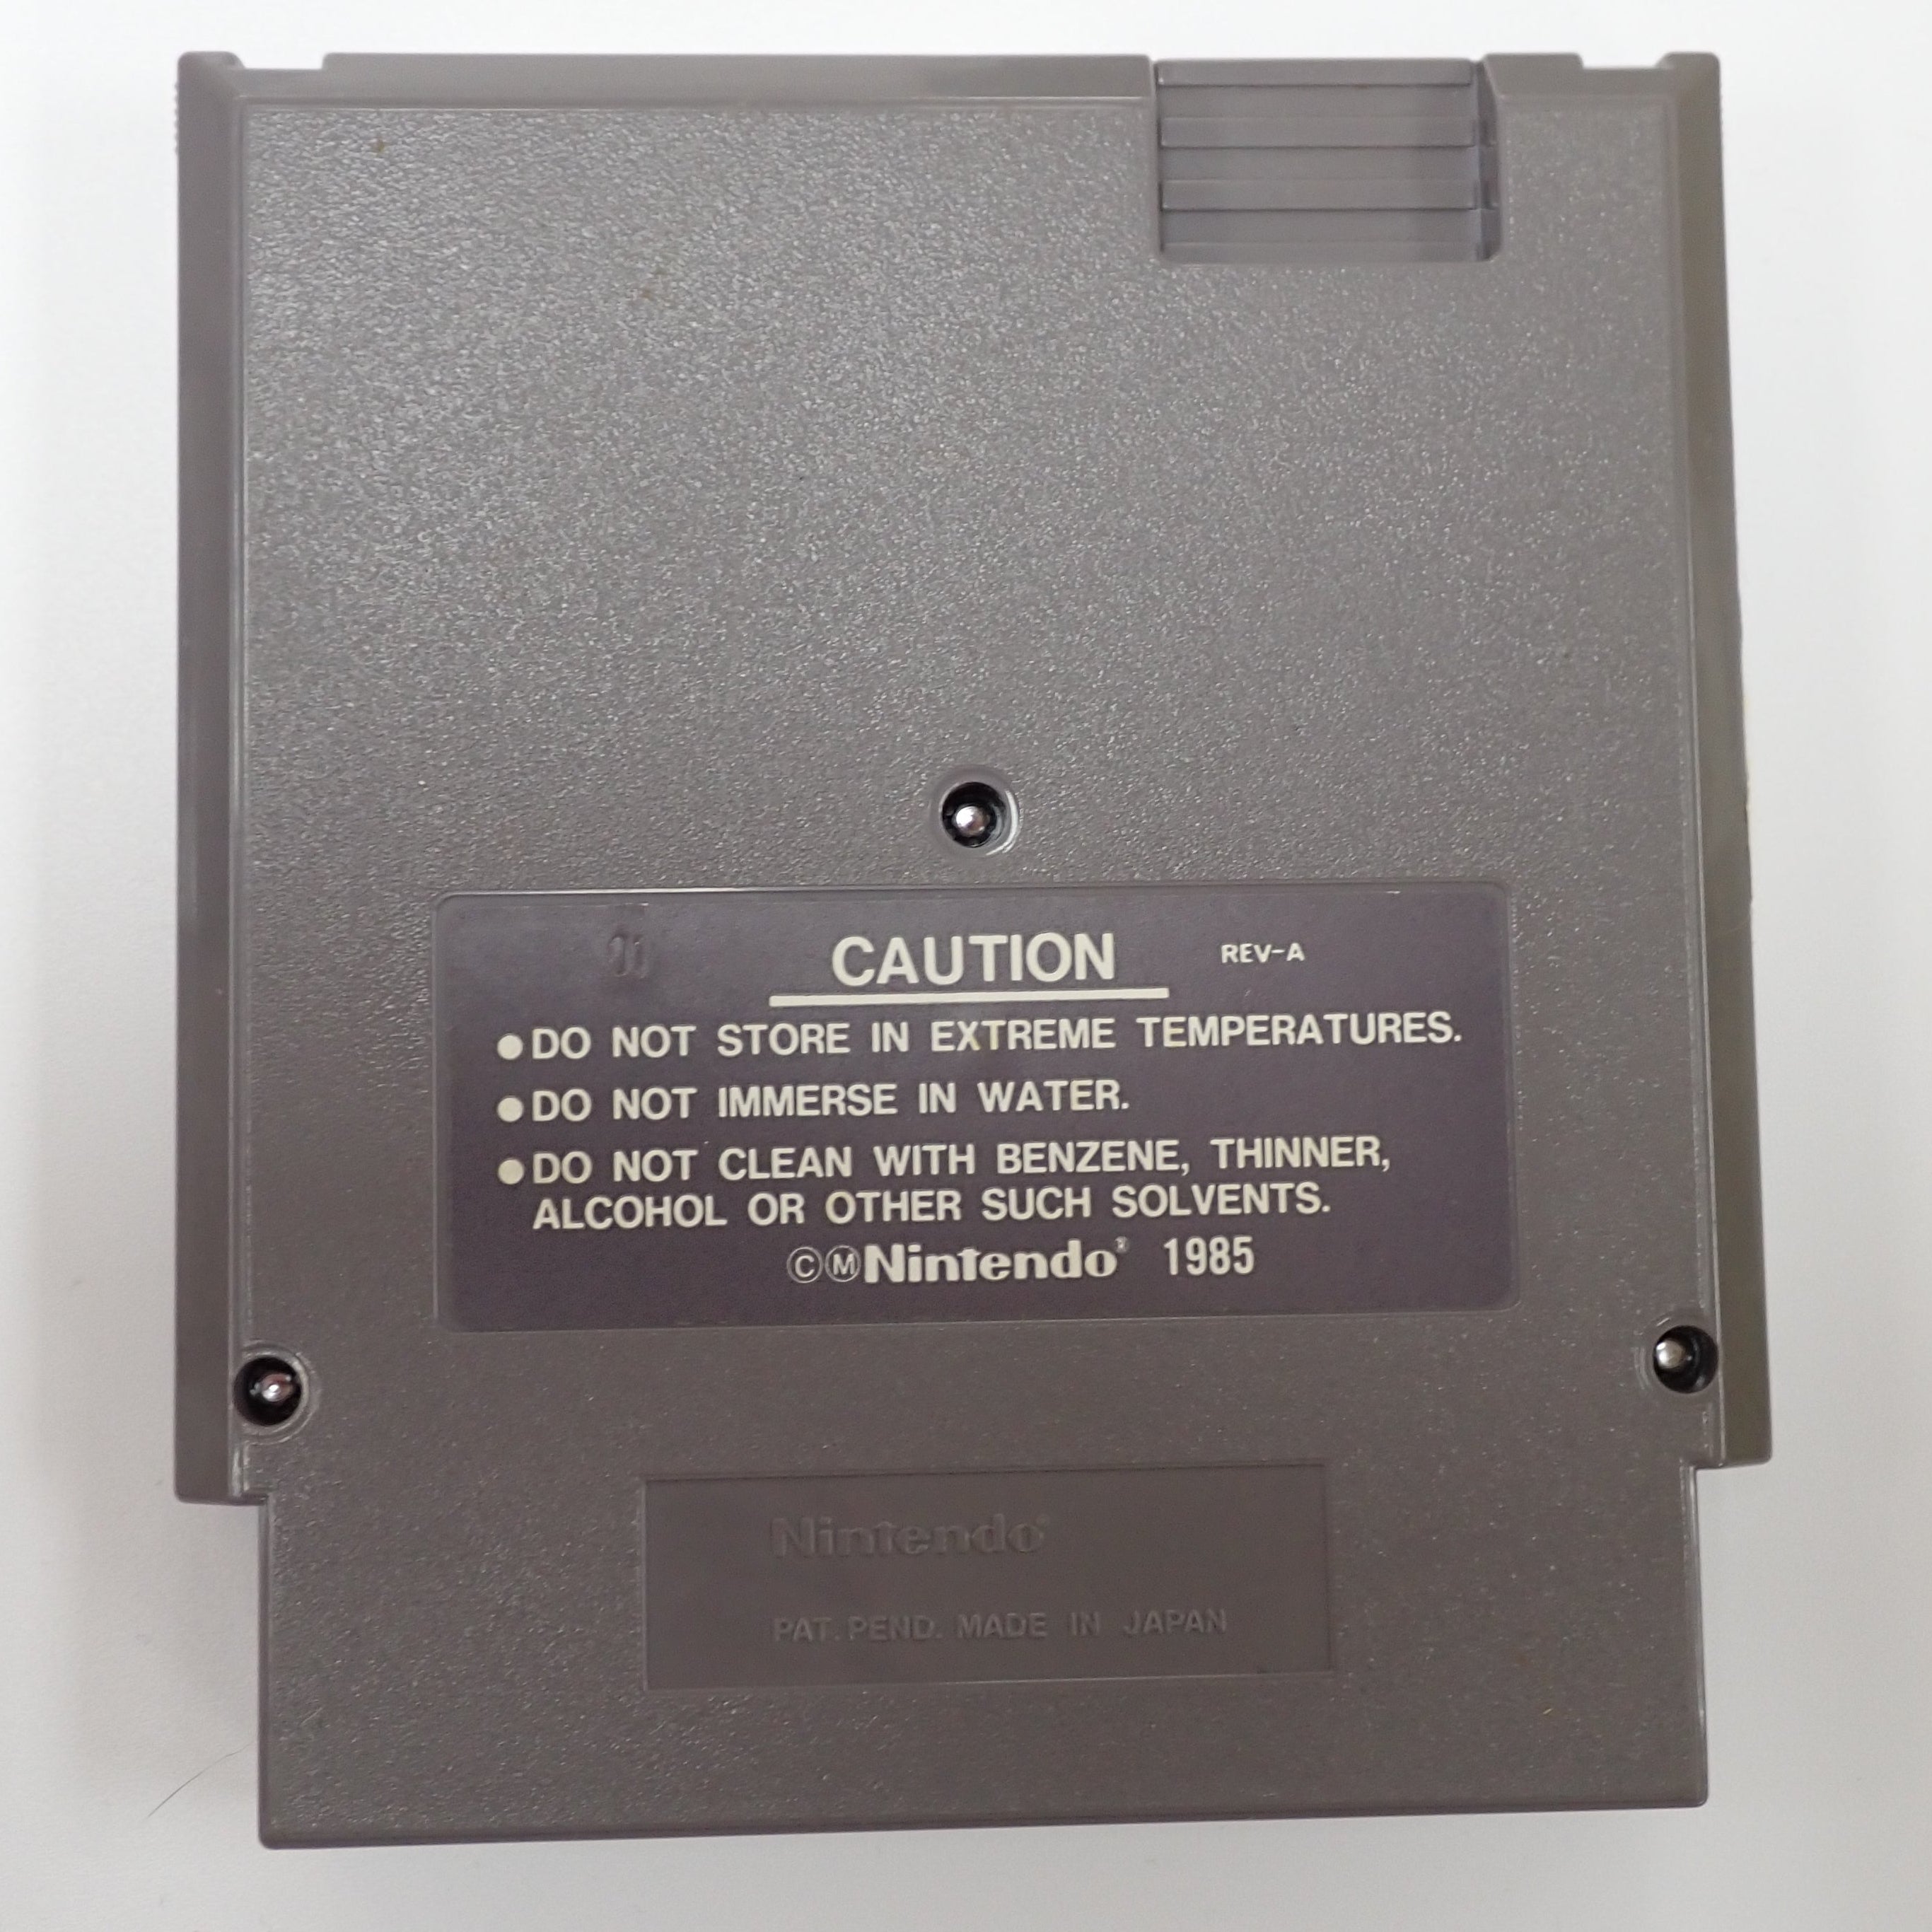 CAUTION REV-A
●DO NOT STORE IN EXTREME TEMPERATURES.
●DO NOT IMMERSE IN WATER.
●DO NOT CLEAN WITH BENZENE, THINNER,
ALCOHOL OR OTHER SUCH SOLVENTS.
ⒸⓂNintendo® 1985
Nintendo®
PAT. PEND. MADE IN JAPAN